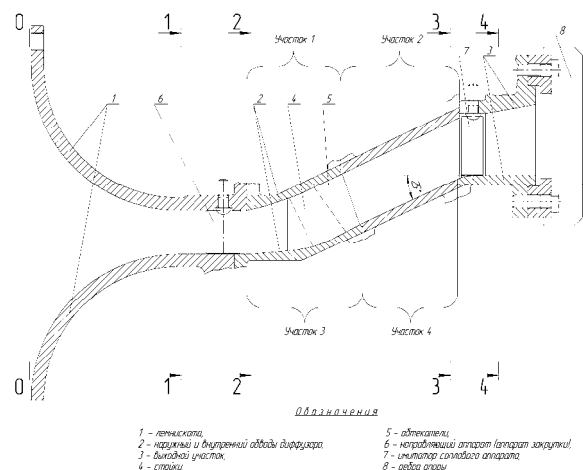 0 1 2 3 4
Участок 1 Участок 2
7 3 8
1 6 2 4 5
φ
Участок 3 Участок 4
0 1 2 3 4
Обозначения
1 - лемниската,
2 - наружный и внутренний обводы диффузора,
3 - выходной участок,
4 - стойки,
5 - обтекатели,
6 - направляющий аппарат (аппарат закрутки),
7 - имитатор соплового аппарата,
8 - ребра опоры